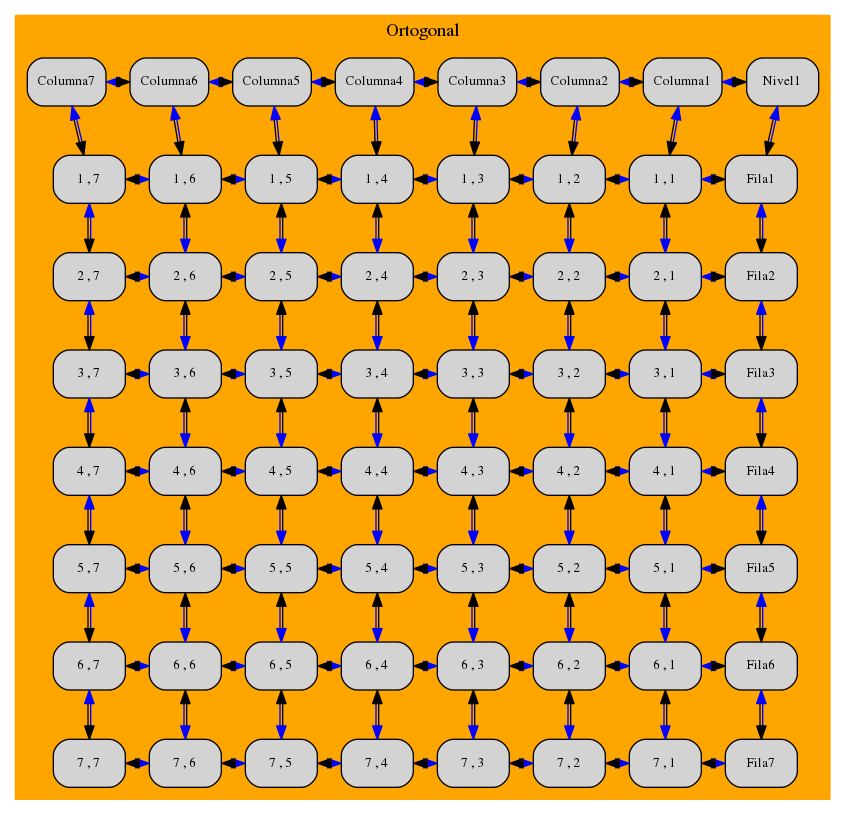 Ortogonal
Columna7 Columna6 Columna5 Columna4 Columna3 Columna2 Columna1 Nivel1
1 , 7 1 , 6 1 , 5 1 , 4 1 , 3 1 , 2 1 , 1 Fila1
2 , 7 2 , 6 2 , 5 2 , 4 2 , 3 2 , 2 2 , 1 Fila2
3 , 7 3 , 6 3 , 5 3 , 4 3 , 3 3 , 2 3 , 1 Fila3
4 , 7 4 , 6 4 , 5 4 , 4 4 , 3 4 , 2 4 , 1 Fila4
5 , 7 5 , 6 5 , 5 5 , 4 5 , 3 5 , 2 5 , 1 Fila5
6 , 7 6 , 6 6 , 5 6 , 4 6 , 3 6 , 2 6 , 1 Fila6
7 , 7 7 , 6 7 , 5 7 , 4 7 , 3 7 , 2 7 , 1 Fila7